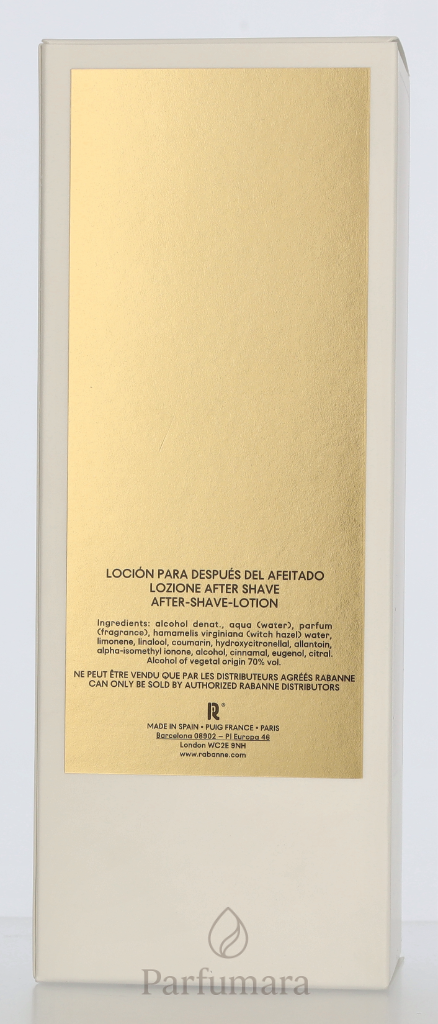 LOCIÓN PARA DESPUÉS DEL AFEITADO
LOZIONE AFTER SHAVE
AFTER-SHAVE-LOTION
Ingredients: alcohol denat., aqua (water), parfum
(fragrance), hamamelis virginiana (witch hazel) water,
limonene, linalool, coumarin, hydroxycitronellal, allantoin,
alpha-isomethyl ionone, alcohol, cinnamal, eugenol, citral.
Alcohol of vegetal origin 70% vol.
NE PEUT ÊTRE VENDU QUE PAR LES DISTRIBUTEURS AGRÉÉS RABANNE
CAN ONLY BE SOLD BY AUTHORIZED RABANNE DISTRIBUTORS
MADE IN SPAIN • PUIG FRANCE • PARIS
Barcelona 08902 – Pl Europa 46
London WC2E 9NH
www.rabanne.com
Parfumara